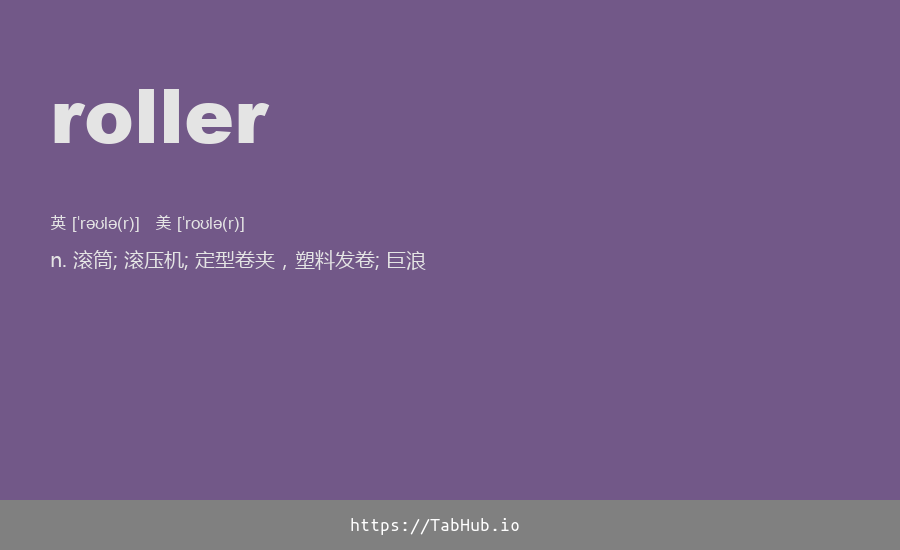 roller
英 ['rəʊlə(r)] 美 ['roʊlə(r)]
n. 滚筒; 滚压机; 定型卷夹，塑料发卷; 巨浪
https://TabHub.io